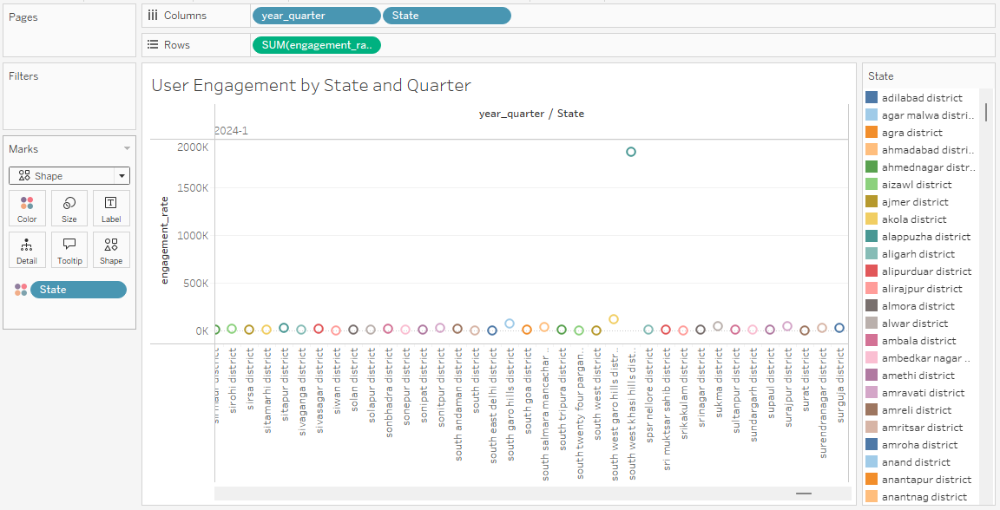 Pages
Columns
year_quarter
State
Rows
SUM(engagement_ra..
Filters
Marks
Shape
Color
Size
Label
Detail
Tooltip
Shape
State
User Engagement by State and Quarter
year_quarter / State
2024-1
engagement_rate
2000K
1500K
1000K
500K
0K
sirohi district
sirsa district
sitamarhi district
sitapur district
sivaganga district
sivasagar district
siwan district
solan district
solapur district
sonbhadra district
sonepur district
sonipat district
sonitpur district
south andaman district
south district
south east delhi district
south garo hills district
south goa district
south salmara mancachar ..
south tripura district
south twenty four pargan..
south west district
south west garo hills distr..
south west khasi hills dist..
spsr nellore district
sri muktsar sahib district
srikakulam district
srinagar district
sukma district
sultanpur district
sundargarh district
supaul district
surajpur district
surat district
surendranagar district
surguja district
State
adilabad district
agar malwa distri..
agra district
ahmadabad distri..
ahmednagar distr..
aizawl district
ajmer district
akola district
alappuzha district
aligarh district
alipurduar district
alirajpur district
almora district
alwar district
ambala district
ambedkar nagar ..
amethi district
amravati district
amreli district
amritsar district
amroha district
anand district
anantapur district
anantnag district